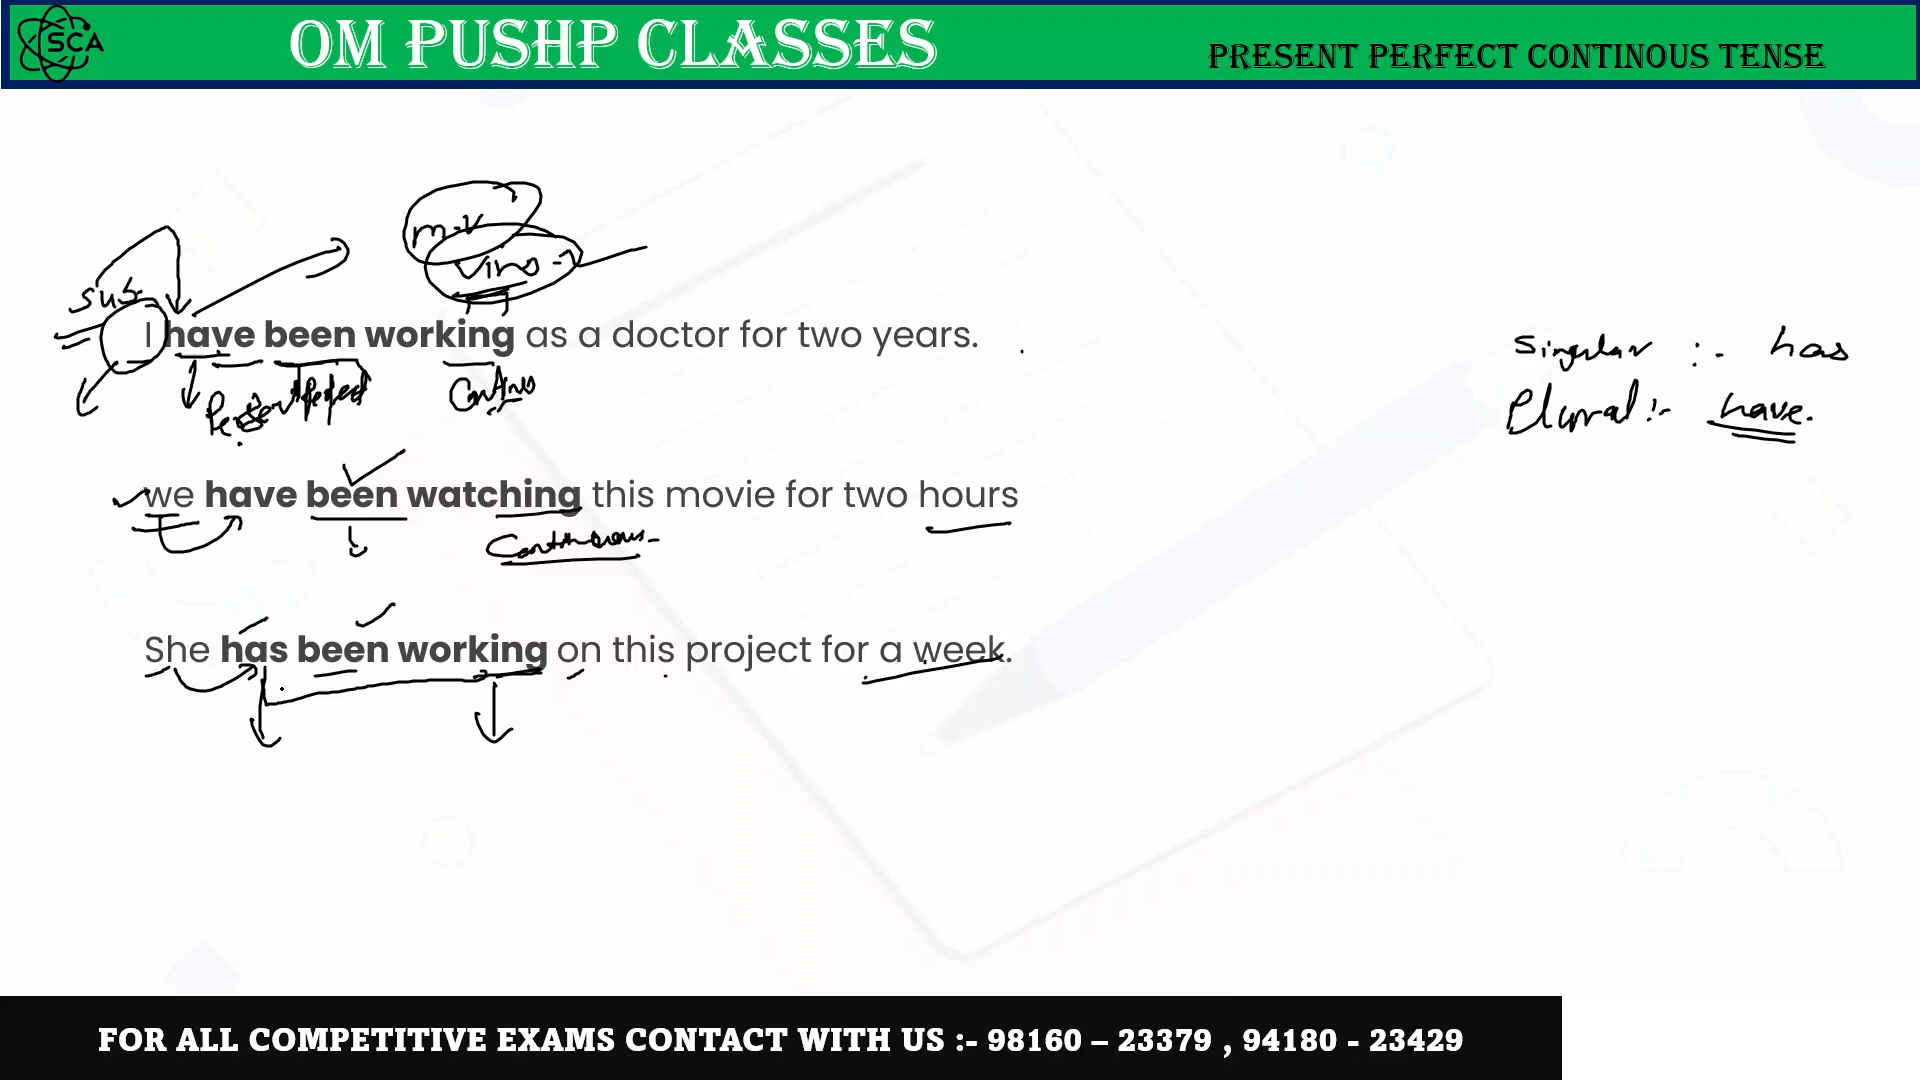 SCA
OM PUSHP CLASSES
PRESENT PERFECT CONTINOUS TENSE
m.v
sub
I have been working as a doctor for two years.
Singular :- has
Plural :- have.
we have been watching this movie for two hours
Continuous
She has been working on this project for a week.
FOR ALL COMPETITIVE EXAMS CONTACT WITH US :- 98160 – 23379 , 94180 - 23429